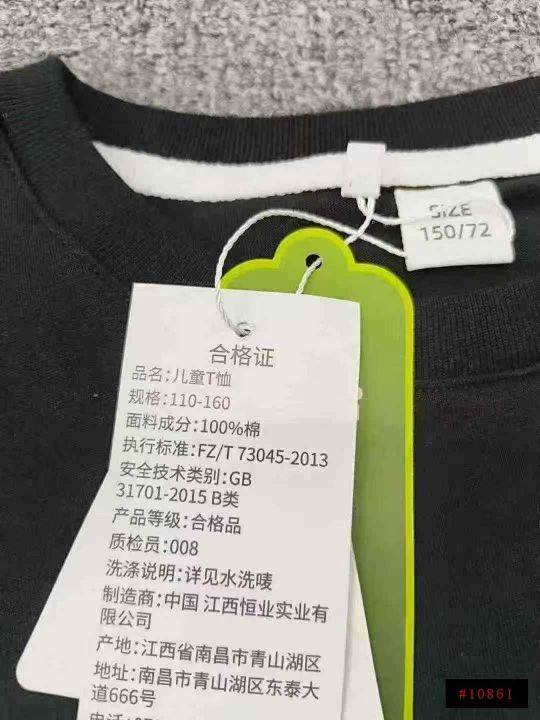 SIZE
150/72
合格证
品名:儿童T恤
规格:110-160
面料成分:100%棉
执行标准:FZ/T 73045-2013
安全技术类别:GB
31701-2015 B类
产品等级:合格品
质检员:008
洗涤说明:详见水洗唛
制造商:中国 江西恒业实业有
限公司
产地:江西省南昌市青山湖区
地址:南昌市青山湖区东泰大
道666号
#10861